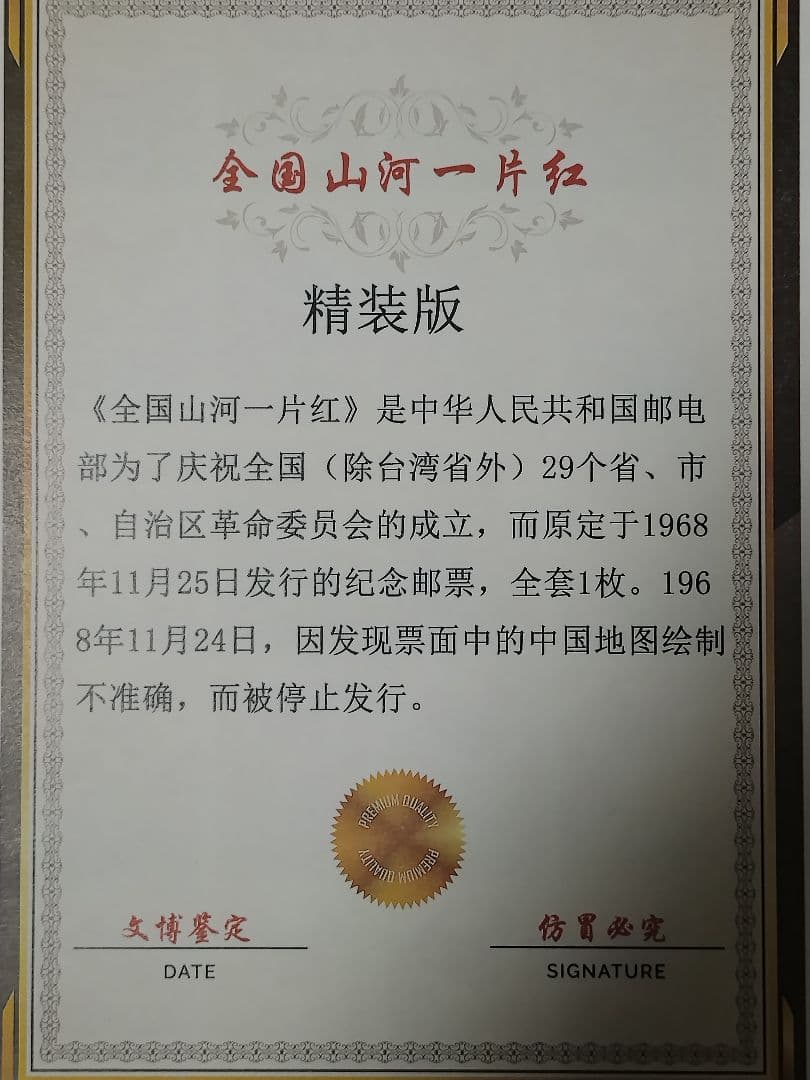 全国山河一片红
精装版
《全国山河一片红》是中华人民共和国邮电
部为了庆祝全国（除台湾省外）29个省、市
、自治区革命委员会的成立，而原定于1968
年11月25日发行的纪念邮票，全套1枚。196
8年11月24日，因发现票面中的中国地图绘制
不准确，而被停止发行。
PREMIUM QUALITY
PREMIUM QUALITY
文博鉴定
仿冒必究
DATE
SIGNATURE